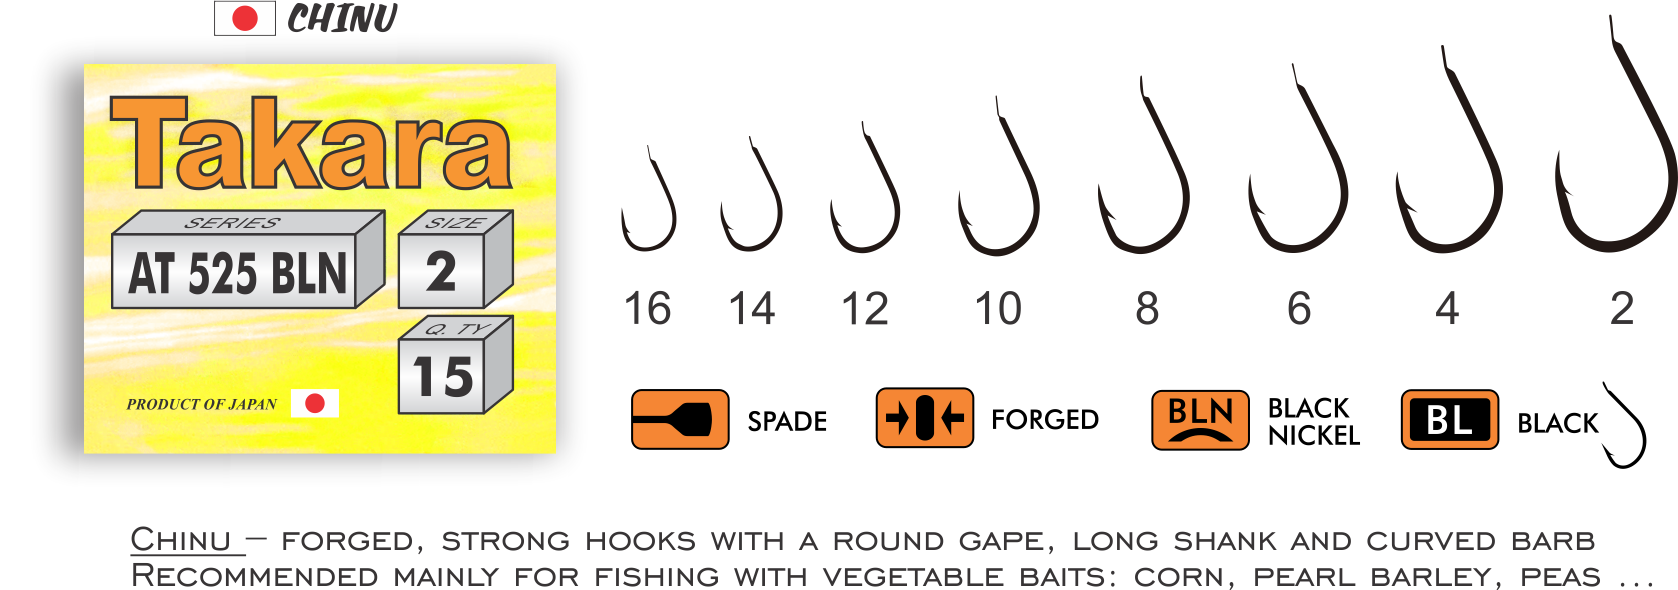 CHINU
Takara
SERIES
AT 525 BLN
SIZE
2
Q. TY
15
PRODUCT OF JAPAN
16 14 12 10 8 6 4 2
SPADE
FORGED
BLN
BLACK
NICKEL
BL
BLACK
CHINU – FORGED, STRONG HOOKS WITH A ROUND GAPE, LONG SHANK AND CURVED BARB
RECOMMENDED MAINLY FOR FISHING WITH VEGETABLE BAITS: CORN, PEARL BARLEY, PEAS ...